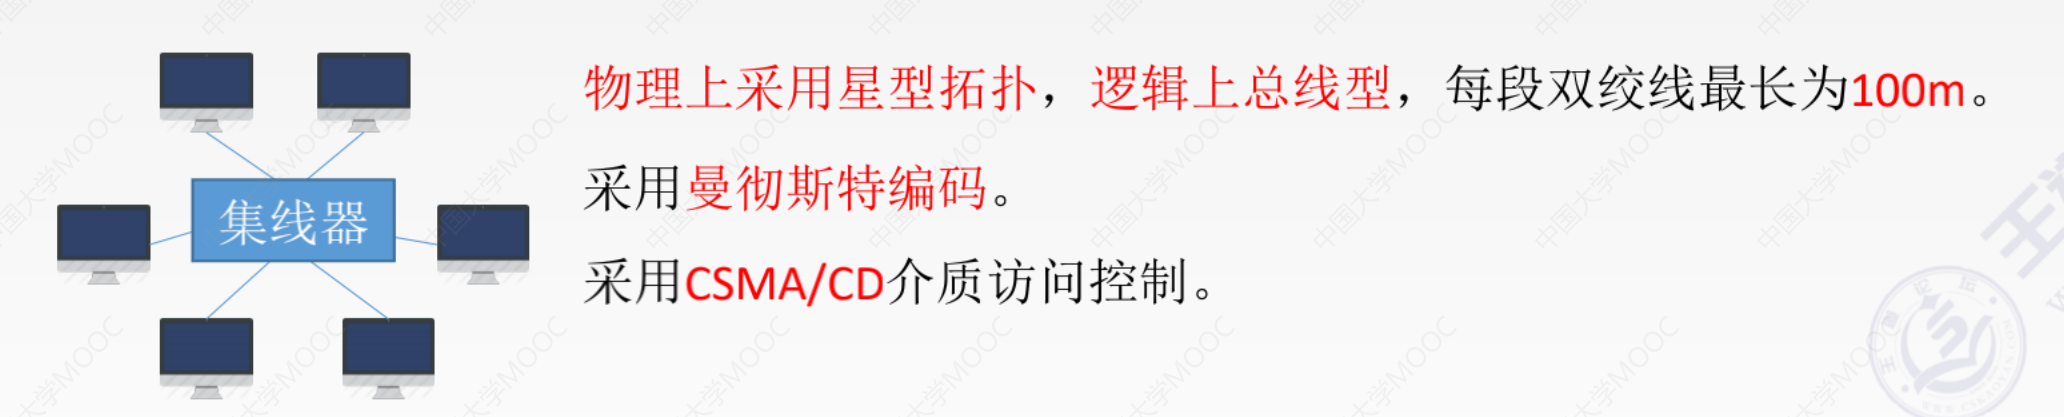 物理上采用星型拓扑，逻辑上总线型，每段双绞线最长为100m。
采用曼彻斯特编码。
集线器
采用CSMA/CD介质访问控制。
中国大学MOOC